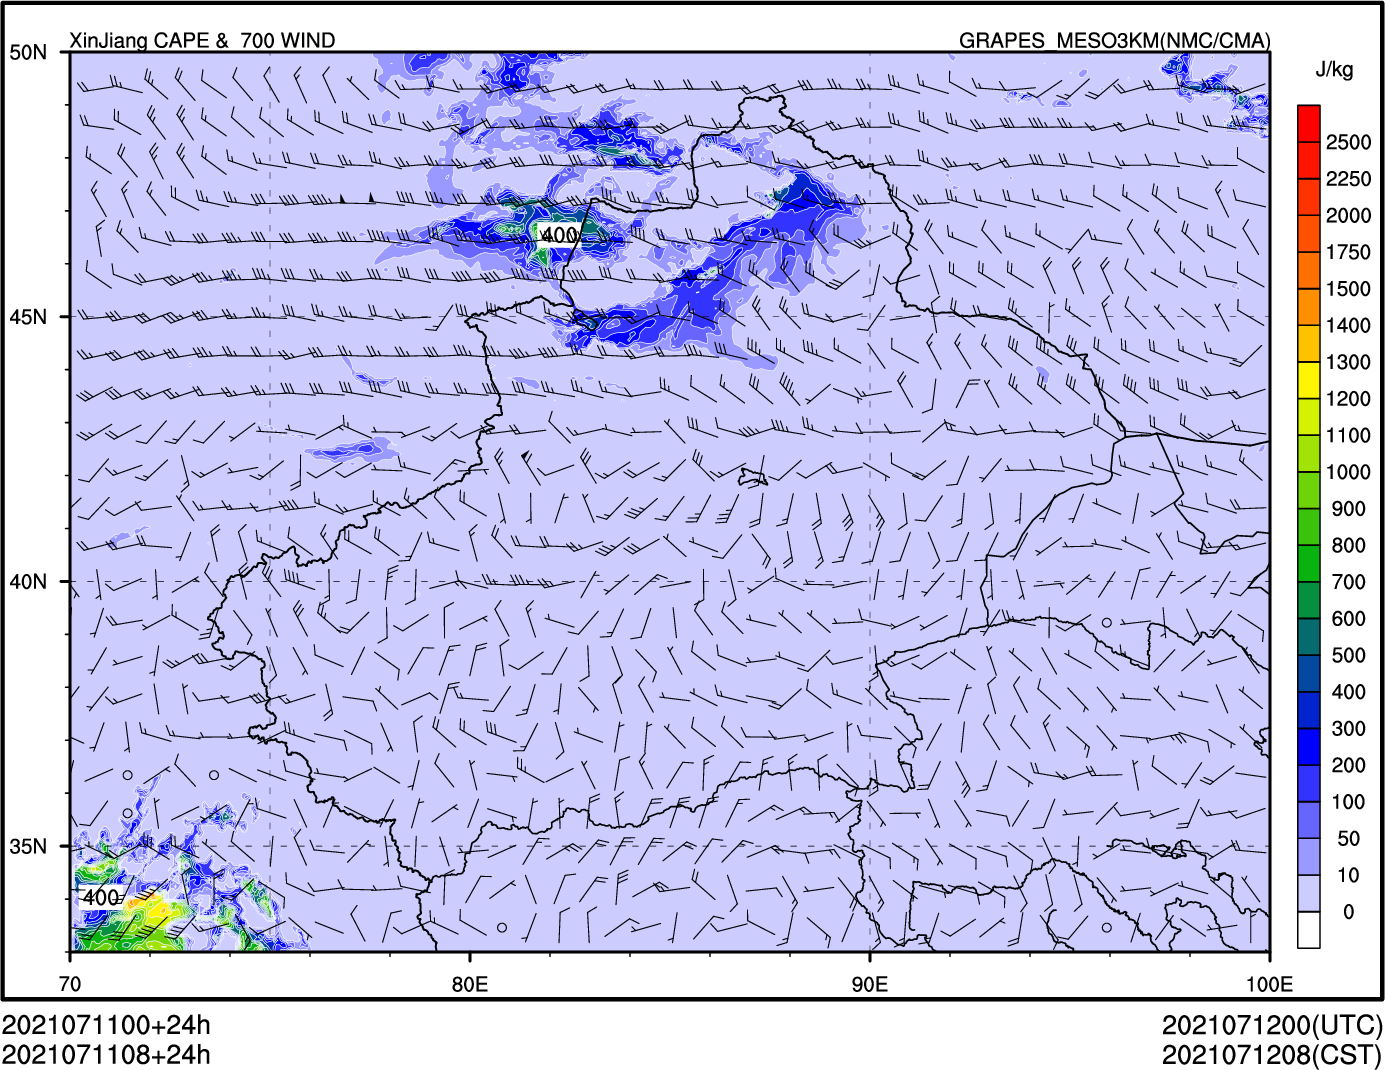 XinJiang CAPE &  700 WIND
GRAPES_MESO3KM(NMC/CMA)
J/kg
50N
45N
40N
35N
70
80E
90E
100E
400
400
2500
2250
2000
1750
1500
1400
1300
1200
1100
1000
900
800
700
600
500
400
300
200
100
50
10
0
2021071100+24h
2021071200(UTC)
2021071108+24h
2021071208(CST)